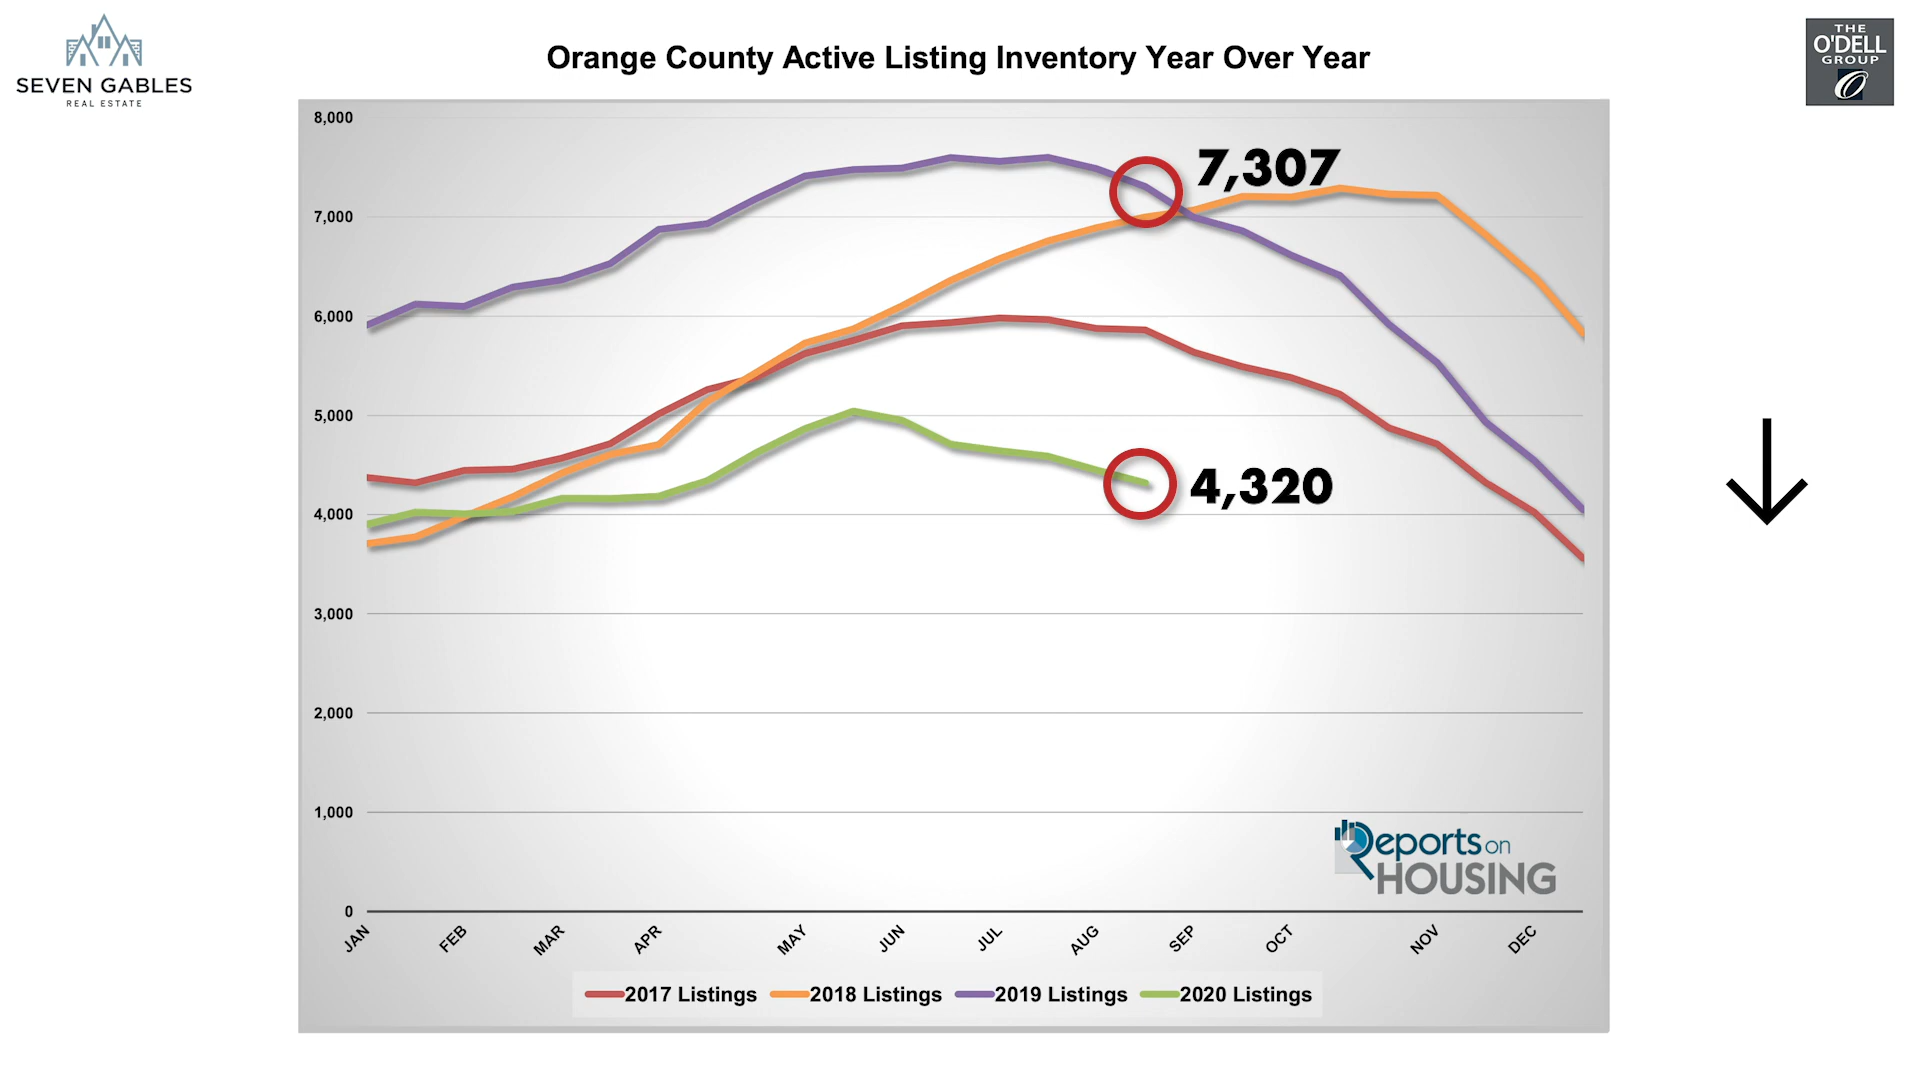 SEVEN GABLES
REAL ESTATE
Orange County Active Listing Inventory Year Over Year
THE
O'DELL
GROUP
8,000
7,000
6,000
5,000
4,000
3,000
2,000
1,000
0
7,307
4,320
Reports on
HOUSING
JAN
FEB
MAR
APR
MAY
JUN
JUL
AUG
SEP
OCT
NOV
DEC
2017 Listings
2018 Listings
2019 Listings
2020 Listings